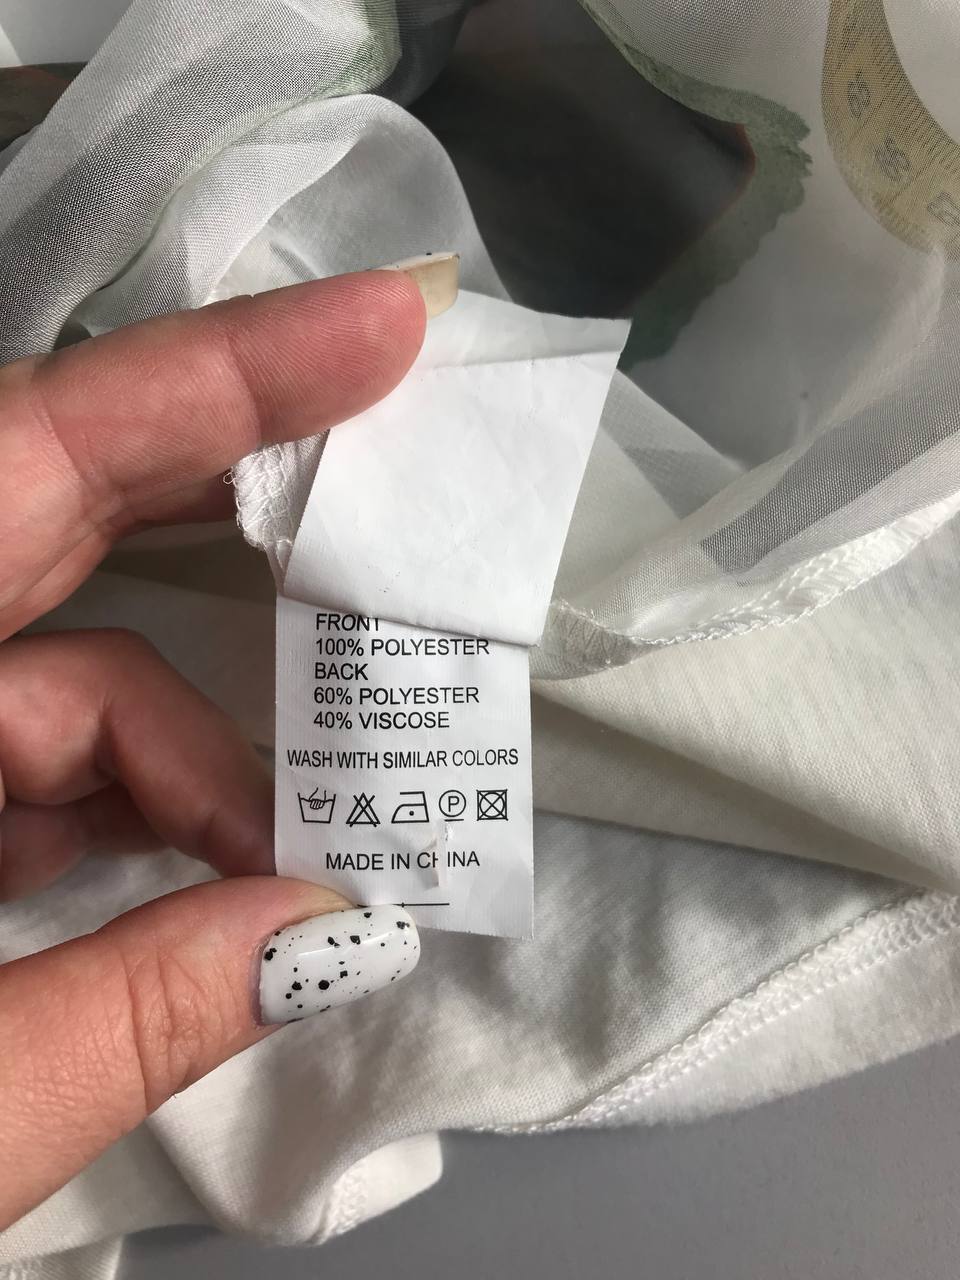 FRONT
100% POLYESTER
BACK
60% POLYESTER
40% VISCOSE
WASH WITH SIMILAR COLORS
P
MADE IN CHINA